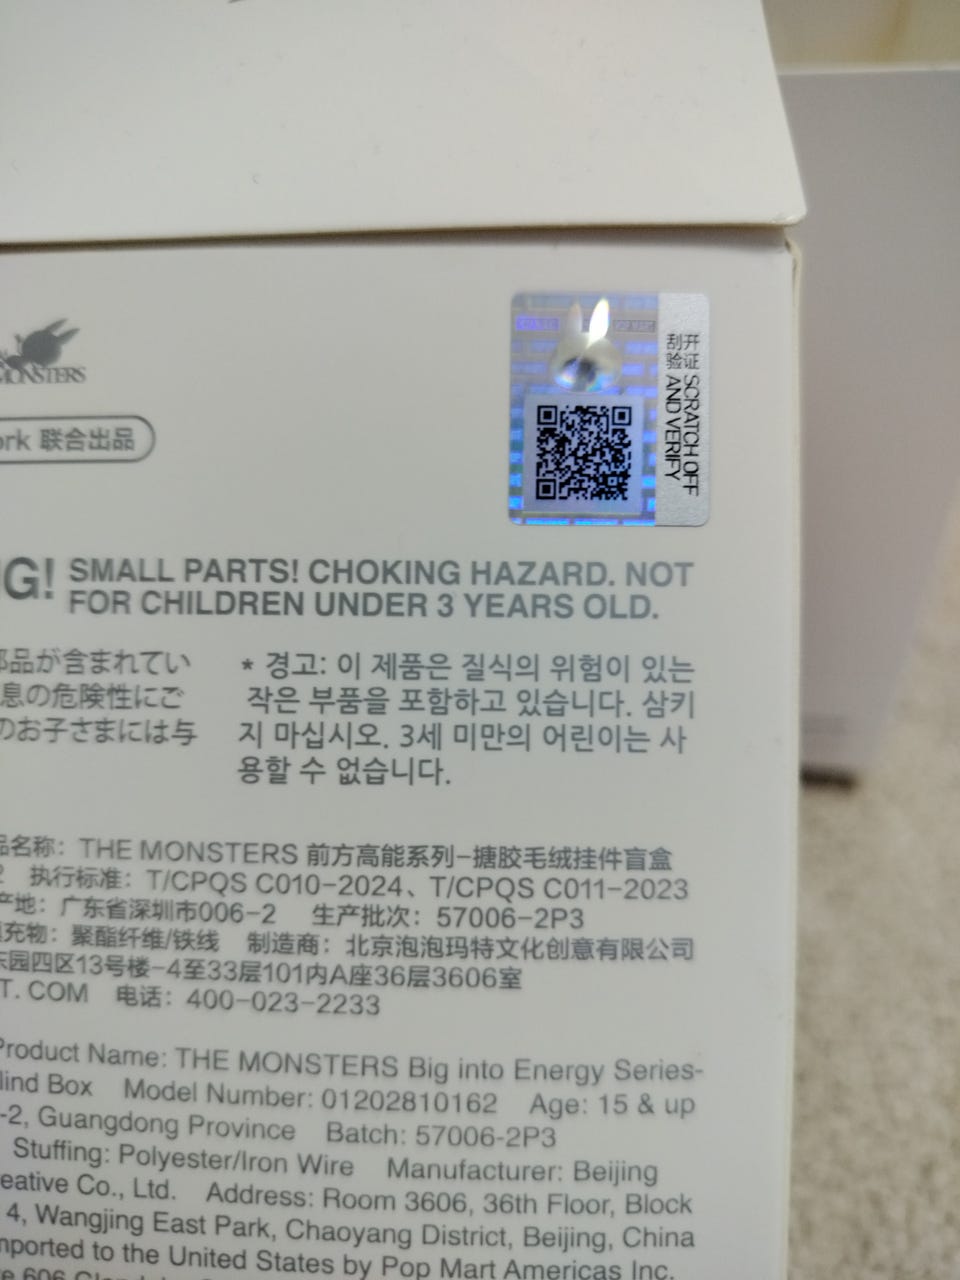 MONSTERS
ork 联合出品
POP MART
刮开验证
SCRATCH OFF
AND VERIFY
G! SMALL PARTS! CHOKING HAZARD. NOT
FOR CHILDREN UNDER 3 YEARS OLD.
部品が含まれてい
息の危険性にご
のお子さまには与
* 경고: 이 제품은 질식의 위험이 있는
작은 부품을 포함하고 있습니다. 삼키
지 마십시오. 3세 미만의 어린이는 사
용할 수 없습니다.
品名称: THE MONSTERS 前方高能系列-搪胶毛绒挂件盲盒
2 执行标准: T/CPQS C010-2024、T/CPQS C011-2023
产地: 广东省深圳市006-2 生产批次: 57006-2P3
填充物: 聚酯纤维/铁线 制造商: 北京泡泡玛特文化创意有限公司
东园四区13号楼-4至33层101内A座36层3606室
T. COM 电话: 400-023-2233
Product Name: THE MONSTERS Big into Energy Series-
lind Box Model Number: 01202810162 Age: 15 & up
-2, Guangdong Province Batch: 57006-2P3
Stuffing: Polyester/Iron Wire Manufacturer: Beijing
eative Co., Ltd. Address: Room 3606, 36th Floor, Block
4, Wangjing East Park, Chaoyang District, Beijing, China
mported to the United States by Pop Mart Americas Inc.